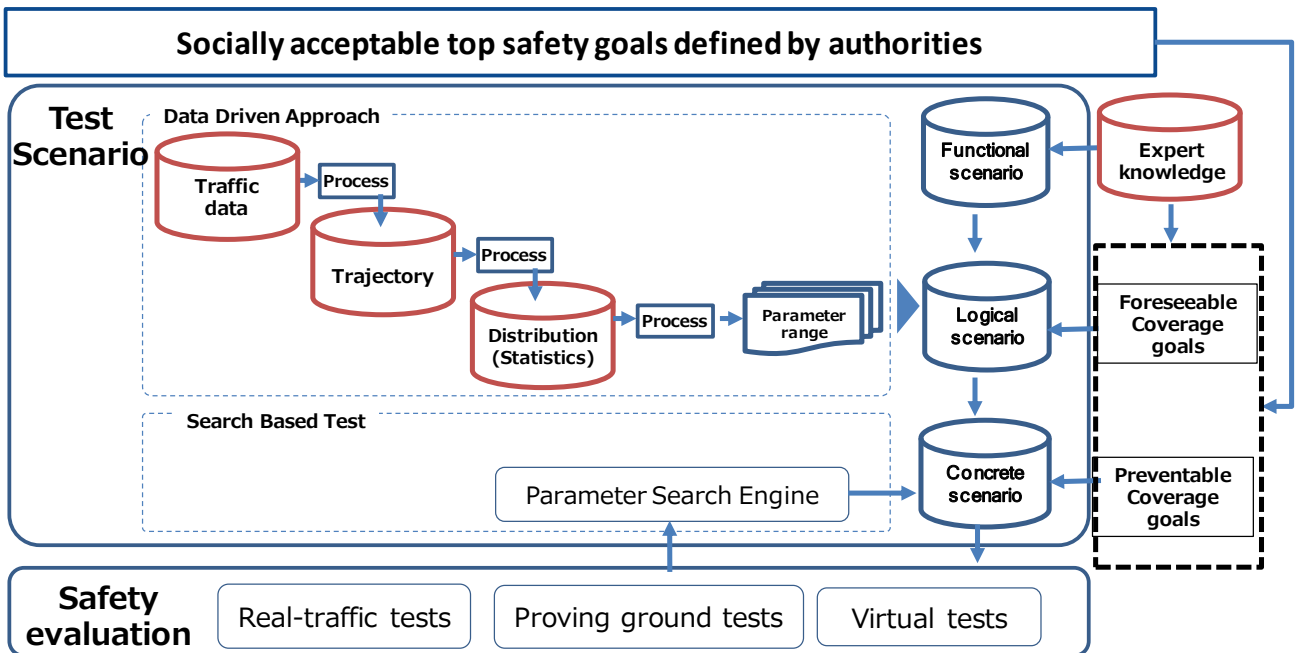 Socially acceptable top safety goals defined by authorities
Test
Scenario
Data Driven Approach
Traffic
data
Process
Trajectory
Process
Distribution
(Statistics)
Process
Parameter
range
Functional
scenario
Expert
knowledge
Logical
scenario
Foreseeable
Coverage
goals
Search Based Test
Parameter Search Engine
Concrete
scenario
Preventable
Coverage
goals
Safety
evaluation
Real-traffic tests
Proving ground tests
Virtual tests